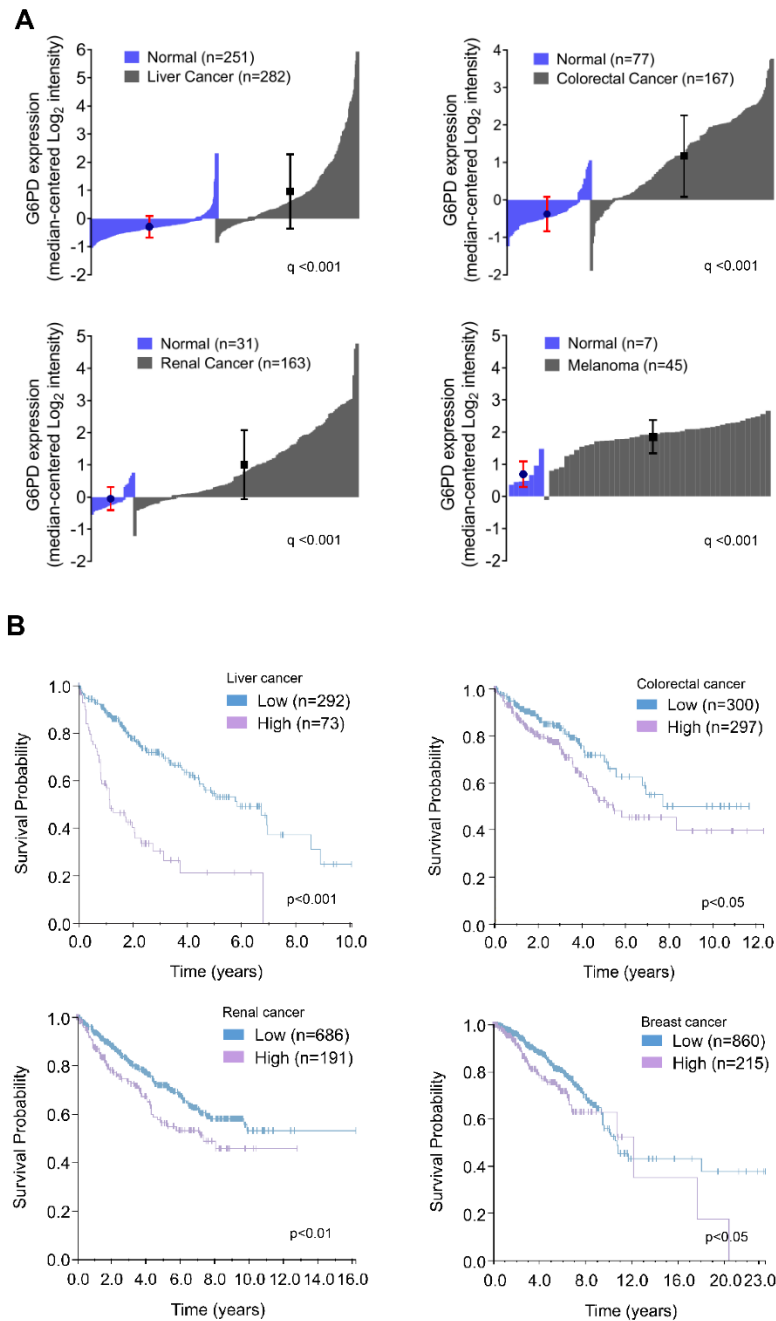 A
G6PD expression
(median-centered Log2 intensity)
6
5
4
3
2
1
0
-1
-2
Normal (n=251)
Liver Cancer (n=282)
q <0.001
G6PD expression
(median-centered Log2 intensity)
4
3
2
1
0
-1
-2
Normal (n=77)
Colorectal Cancer (n=167)
q <0.001
G6PD expression
(median-centered Log2 intensity)
5
4
3
2
1
0
-1
-2
Normal (n=31)
Renal Cancer (n=163)
q <0.001
G6PD expression
(median-centered Log2 intensity)
5
4
3
2
1
0
-1
-2
Normal (n=7)
Melanoma (n=45)
q <0.001
B
Survival Probability
1.0
0.8
0.6
0.4
0.2
0.0
Liver cancer
Low (n=292)
High (n=73)
p<0.001
0.0 2.0 4.0 6.0 8.0 10.0
Time (years)
Survival Probability
1.0
0.8
0.6
0.4
0.2
0.0
Colorectal cancer
Low (n=300)
High (n=297)
p<0.05
0.0 2.0 4.0 6.0 8.0 10.0 12.0
Time (years)
Survival Probability
1.0
0.8
0.6
0.4
0.2
0.0
Renal cancer
Low (n=686)
High (n=191)
p<0.01
0.0 2.0 4.0 6.0 8.0 10.0 12.0 14.0 16.0
Time (years)
Survival Probability
1.0
0.8
0.6
0.4
0.2
0.0
Breast cancer
Low (n=860)
High (n=215)
p<0.05
0.0 4.0 8.0 12.0 16.0 20.0 23.0
Time (years)